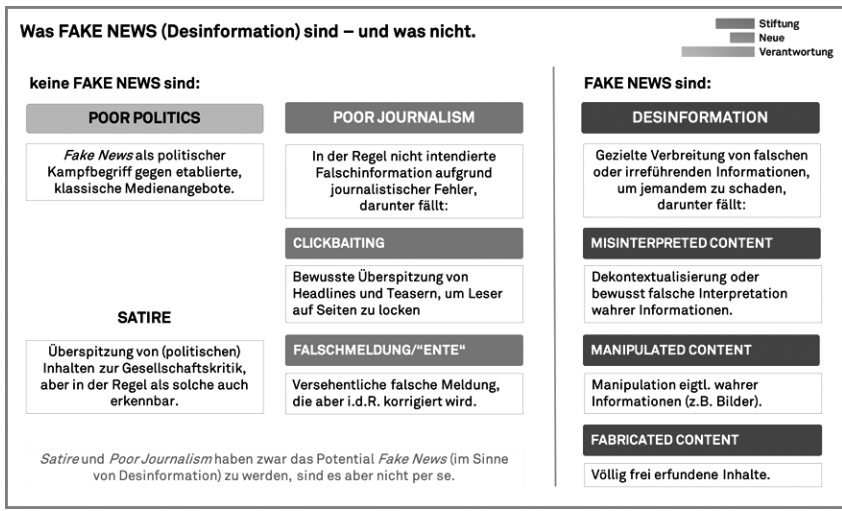 Was FAKE NEWS (Desinformation) sind – und was nicht.
Stiftung
Neue
Verantwortung
keine FAKE NEWS sind:
POOR POLITICS
Fake News als politischer
Kampfbegriff gegen etablierte,
klassische Medienangebote.
SATIRE
Überspitzung von (politischen)
Inhalten zur Gesellschaftskritik,
aber in der Regel als solche auch
erkennbar.
POOR JOURNALISM
In der Regel nicht intendierte
Falschinformation aufgrund
journalistischer Fehler,
darunter fällt:
CLICKBAITING
Bewusste Überspitzung von
Headlines und Teasern, um Leser
auf Seiten zu locken
FALSCHMELDUNG/“ENTE“
Versehentliche falsche Meldung,
die aber i.d.R. korrigiert wird.
Satire und Poor Journalism haben zwar das Potential Fake News (im Sinne
von Desinformation) zu werden, sind es aber nicht per se.
FAKE NEWS sind:
DESINFORMATION
Gezielte Verbreitung von falschen
oder irreführenden Informationen,
um jemandem zu schaden,
darunter fällt:
MISINTERPRETED CONTENT
Dekontextualisierung oder
bewusst falsche Interpretation
wahrer Informationen.
MANIPULATED CONTENT
Manipulation eigtl. wahrer
Informationen (z.B. Bilder).
FABRICATED CONTENT
Völlig frei erfundene Inhalte.